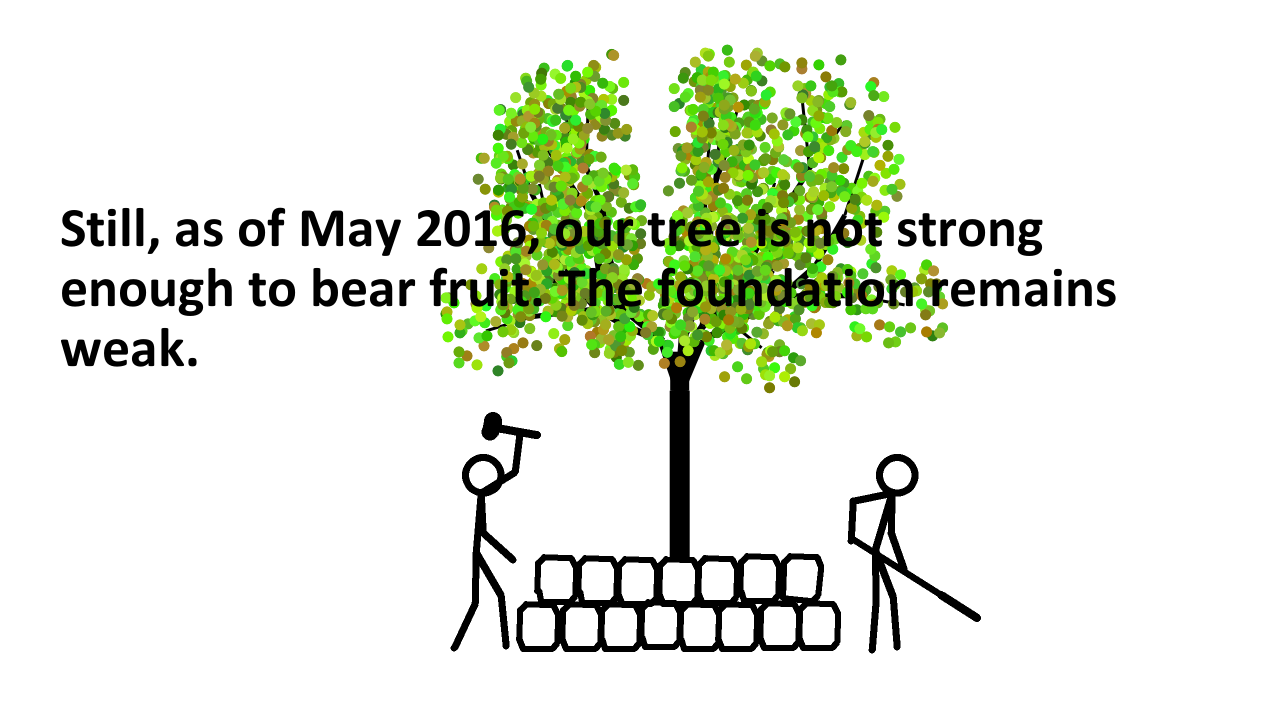 Still, as of May 2016, our tree is not strong
enough to bear fruit. The foundation remains
weak.